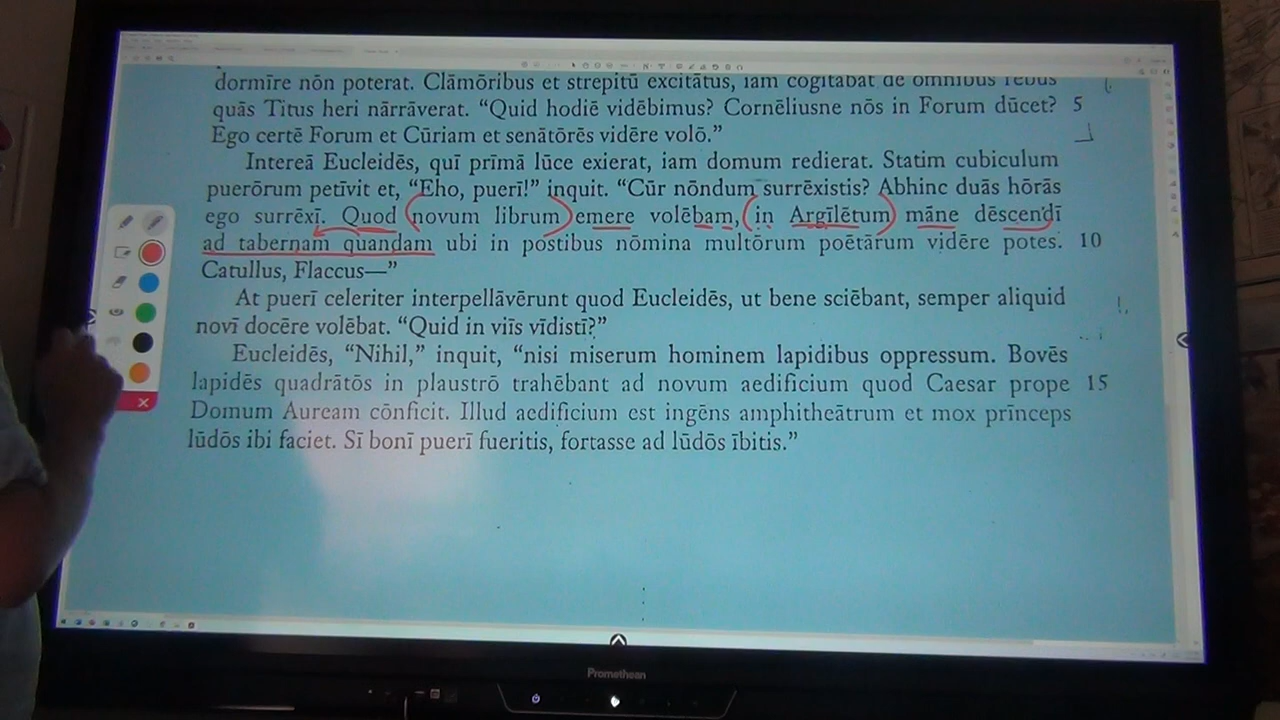 dormīre nōn poterat. Clāmōribus et strepitū excitātus, iam cōgitābat dē omnibus rēbus
quās Titus heri nārrāverat. “Quid hodiē vidēbimus? Cornēliusne nōs in Forum dūcet? 5
Ego certē Forum et Cūriam et senātōrēs vidēre volō.”
Intereā Eucleidēs, quī prīmā lūce exierat, iam domum redierat. Statim cubiculum
puerōrum petīvit et, “Eho, puerī!” inquit. “Cūr nōndum surrēxistis? Abhinc duās hōrās
ego surrēxī. Quod novum librum emere volēbam, in Argīlētum māne dēscendī
ad tabernam quandam ubi in postibus nōmina multōrum poētārum vidēre potes. 10
Catullus, Flaccus—”
At puerī celeriter interpellāvērunt quod Eucleidēs, ut bene sciēbant, semper aliquid
novī docēre volēbat. “Quid in viīs vīdistī?”
Eucleidēs, “Nihil,” inquit, “nisi miserum hominem lapidibus oppressum. Bovēs
lapidēs quadrātōs in plaustrō trahēbant ad novum aedificium quod Caesar prope 15
Domum Auream cōnficit. Illud aedificium est ingēns amphitheātrum et mox prīnceps
lūdōs ibi faciet. Sī bonī puerī fueritis, fortasse ad lūdōs ībitis.”
Promethean